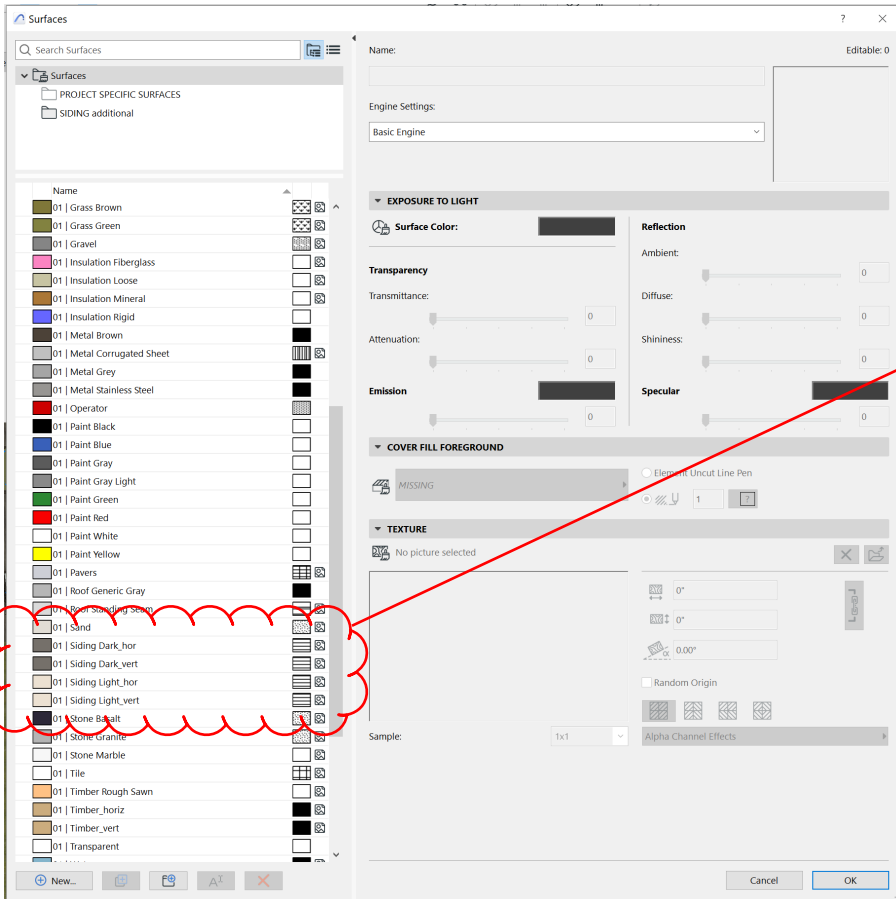 Surfaces
?
Search Surfaces
Surfaces
PROJECT SPECIFIC SURFACES
SIDING additional
Name
01 | Grass Brown
01 | Grass Green
01 | Gravel
01 | Insulation Fiberglass
01 | Insulation Loose
01 | Insulation Mineral
01 | Insulation Rigid
01 | Metal Brown
01 | Metal Corrugated Sheet
01 | Metal Grey
01 | Metal Stainless Steel
01 | Operator
01 | Paint Black
01 | Paint Blue
01 | Paint Gray
01 | Paint Gray Light
01 | Paint Green
01 | Paint Red
01 | Paint White
01 | Paint Yellow
01 | Pavers
01 | Roof Generic Gray
01 | Roof Standing Seam
01 | Sand
01 | Siding Dark_hor
01 | Siding Dark_vert
01 | Siding Light_hor
01 | Siding Light_vert
01 | Stone Basalt
01 | Stone Granite
01 | Stone Marble
01 | Tile
01 | Timber Rough Sawn
01 | Timber_horiz
01 | Timber_vert
01 | Transparent
New...
Name:
Editable: 0
Engine Settings:
Basic Engine
EXPOSURE TO LIGHT
Surface Color:
Transparency
Transmittance:
0
Attenuation:
0
Emission
0
Reflection
Ambient:
0
Diffuse:
0
Shininess:
0
Specular
0
COVER FILL FOREGROUND
MISSING
Element Uncut Line Pen
1
?
TEXTURE
No picture selected
0"
0"
0.00°
Random Origin
Sample:
1x1
Alpha Channel Effects
Cancel
OK